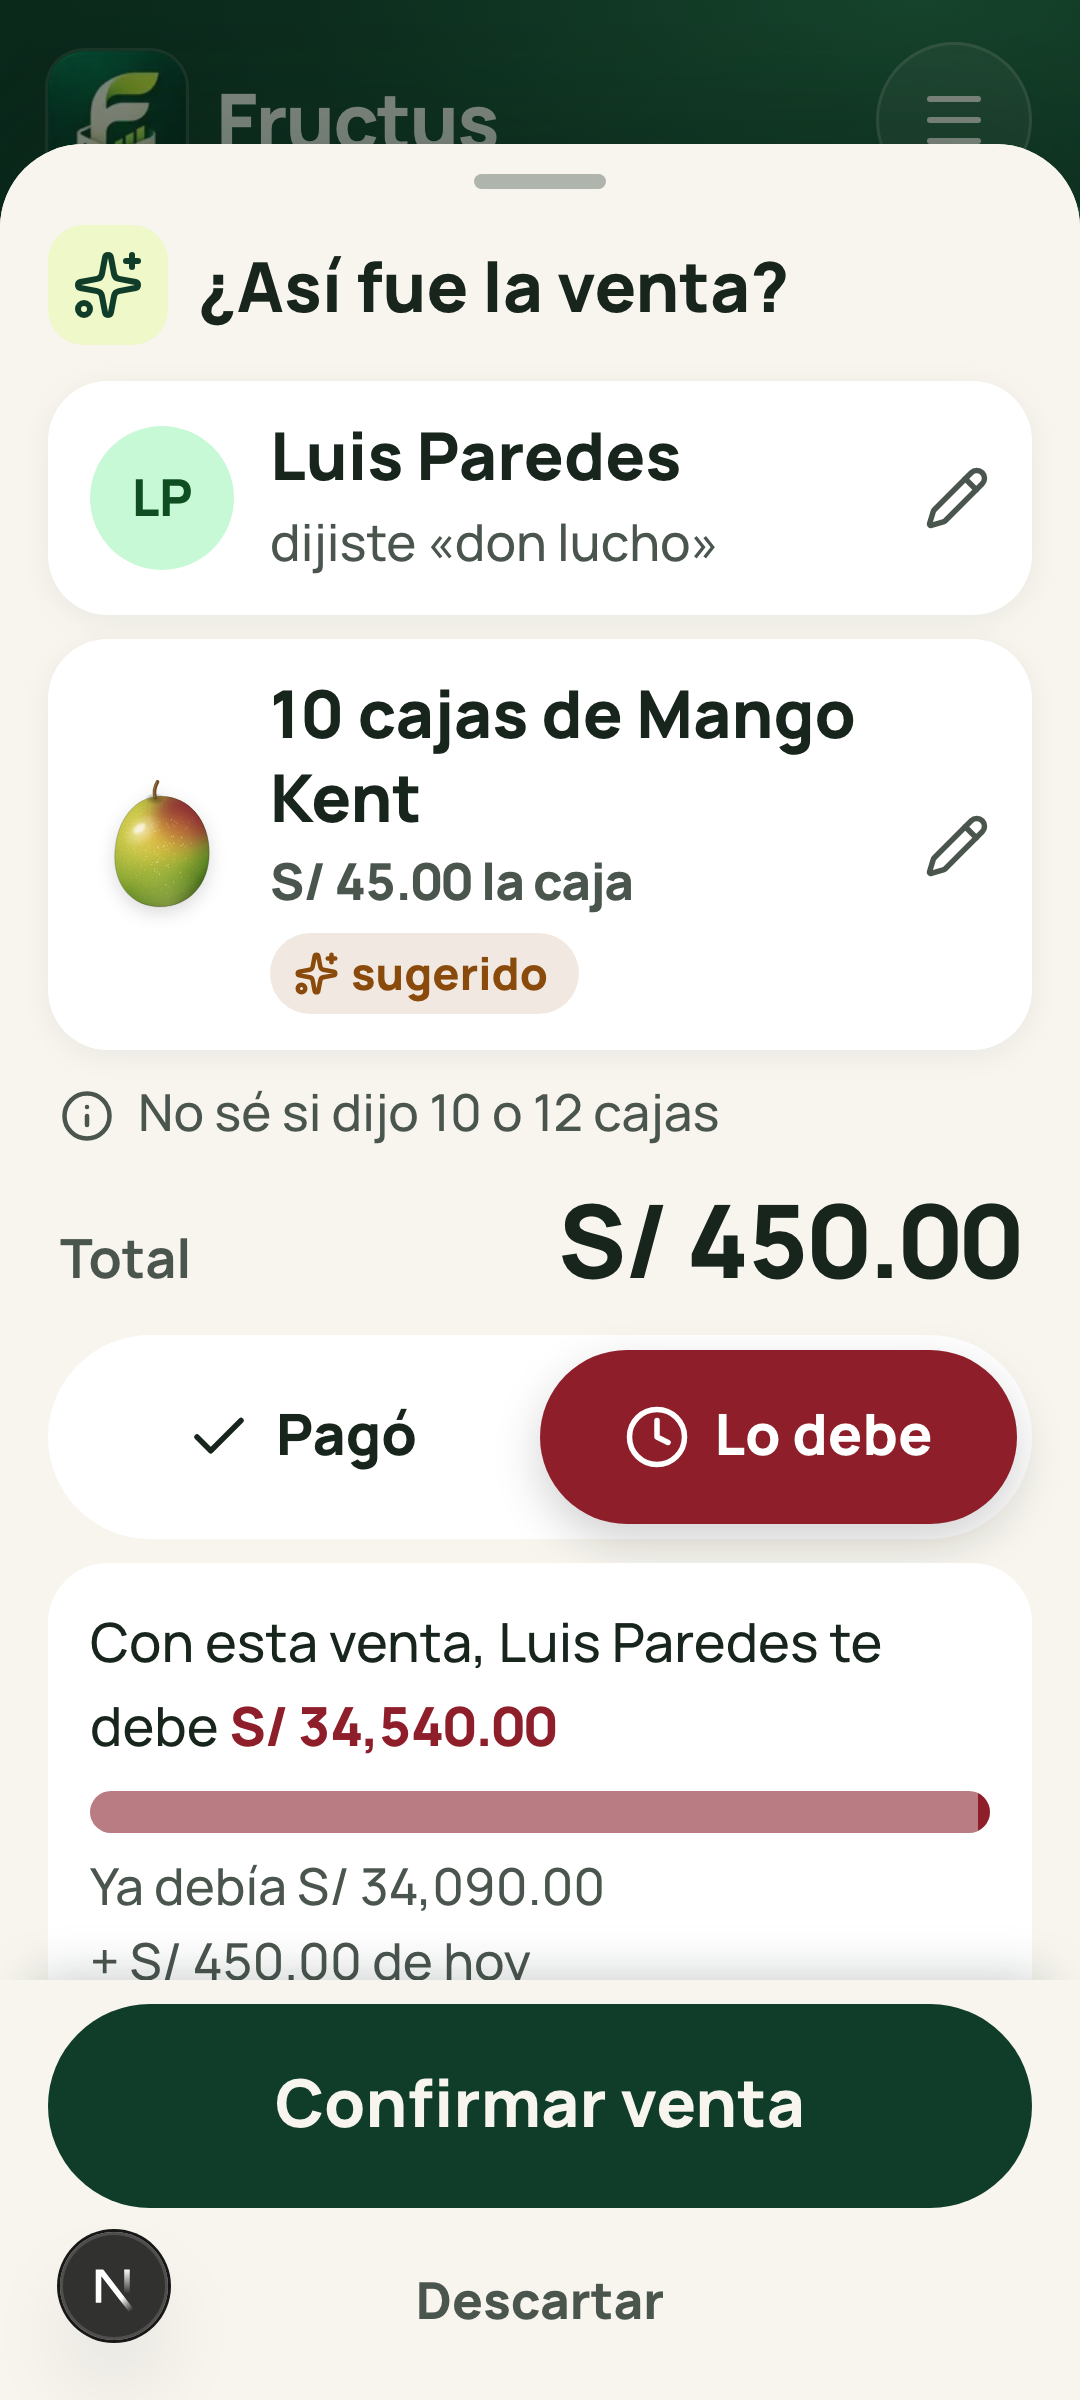 Fructus
¿Así fue la venta?
LP
Luis Paredes
dijiste «don lucho»
10 cajas de Mango
Kent
S/ 45.00 la caja
sugerido
No sé si dijo 10 o 12 cajas
Total
S/ 450.00
Pagó
Lo debe
Con esta venta, Luis Paredes te
debe S/ 34,540.00
Ya debía S/ 34,090.00
+ S/ 450.00 de hoy
Confirmar venta
N
Descartar